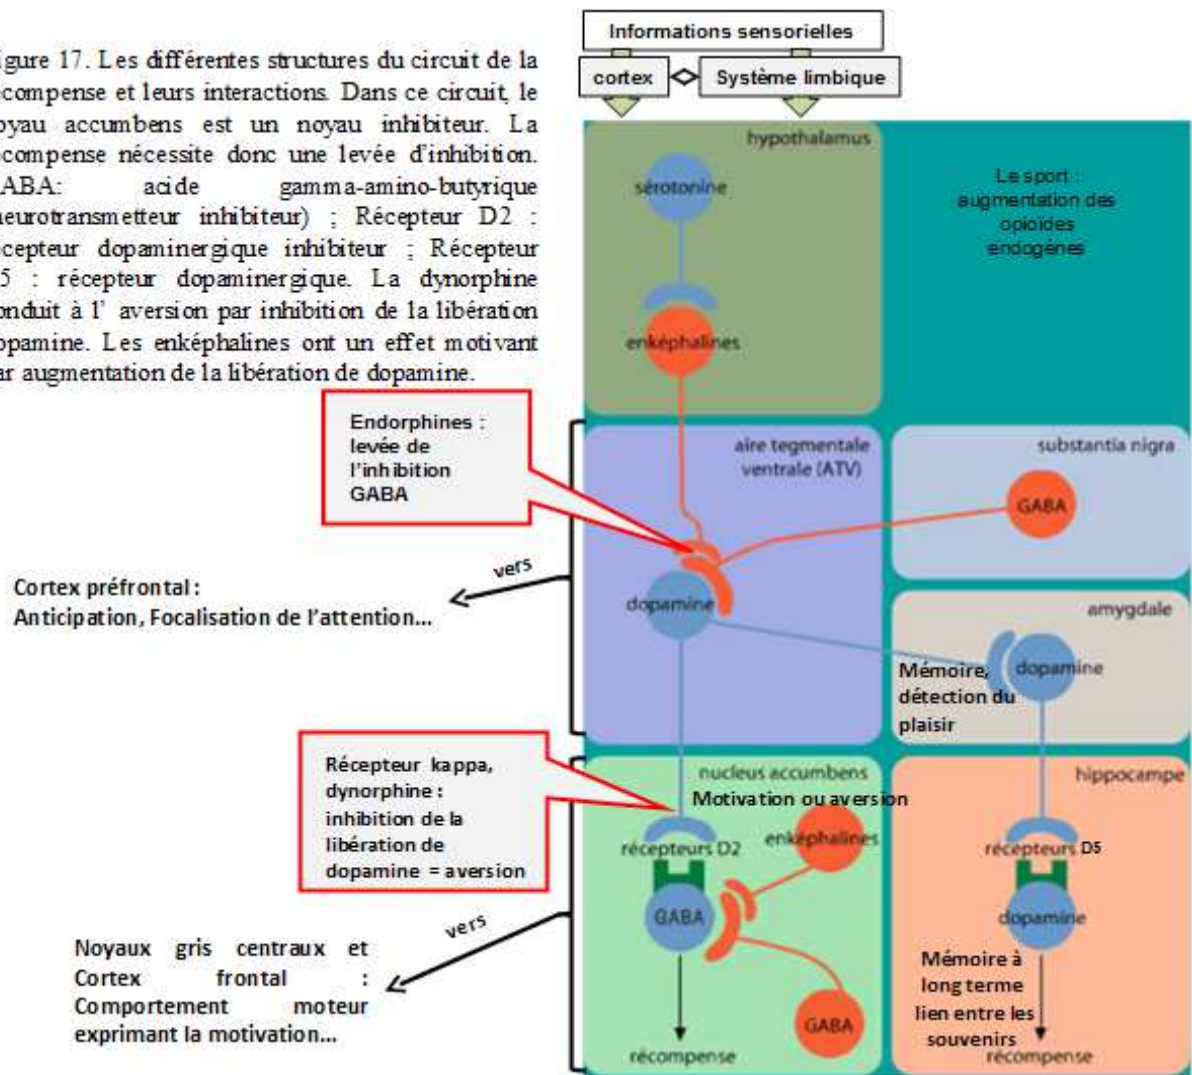 Informations sensorielles
cortex
Système limbique
igure 17. Les différentes structures du circuit de la
compense et leurs interactions. Dans ce circuit, le
oyau accumbens est un noyau inhibiteur. La
compense nécessite donc une levée d'inhibition.
ABA: acide gamma-amino-butyrique
neurotransmetteur inhibiteur) ; Récepteur D2 :
cepteur dopaminergique inhibiteur ; Récepteur
5 : récepteur dopaminergique. La dynorphine
onduit à l' aversion par inhibition de la libération
opamine. Les enképhalines ont un effet motivant
ar augmentation de la libération de dopamine.
hypothalamus
sérotonine
enképhalines
Le sport :
augmentation des
opioïdes
endogènes
Endorphines :
levée de
l'inhibition
GABA
aire tegmentale
ventrale (ATV)
dopamine
substantia nigra
GABA
vers
Cortex préfrontal :
Anticipation, Focalisation de l'attention...
amygdale
dopamine
Mémoire,
détection du
plaisir
Récepteur kappa,
dynorphine :
inhibition de la
libération de
dopamine = aversion
nucleus accumbens
Motivation ou aversion
enképhalines
récepteurs D2
GABA
GABA
récompense
hippocampe
récepteurs D5
dopamine
Mémoire à
long terme
lien entre les
souvenirs
récompense
vers
Noyaux gris centraux et
Cortex frontal :
Comportement moteur
exprimant la motivation...